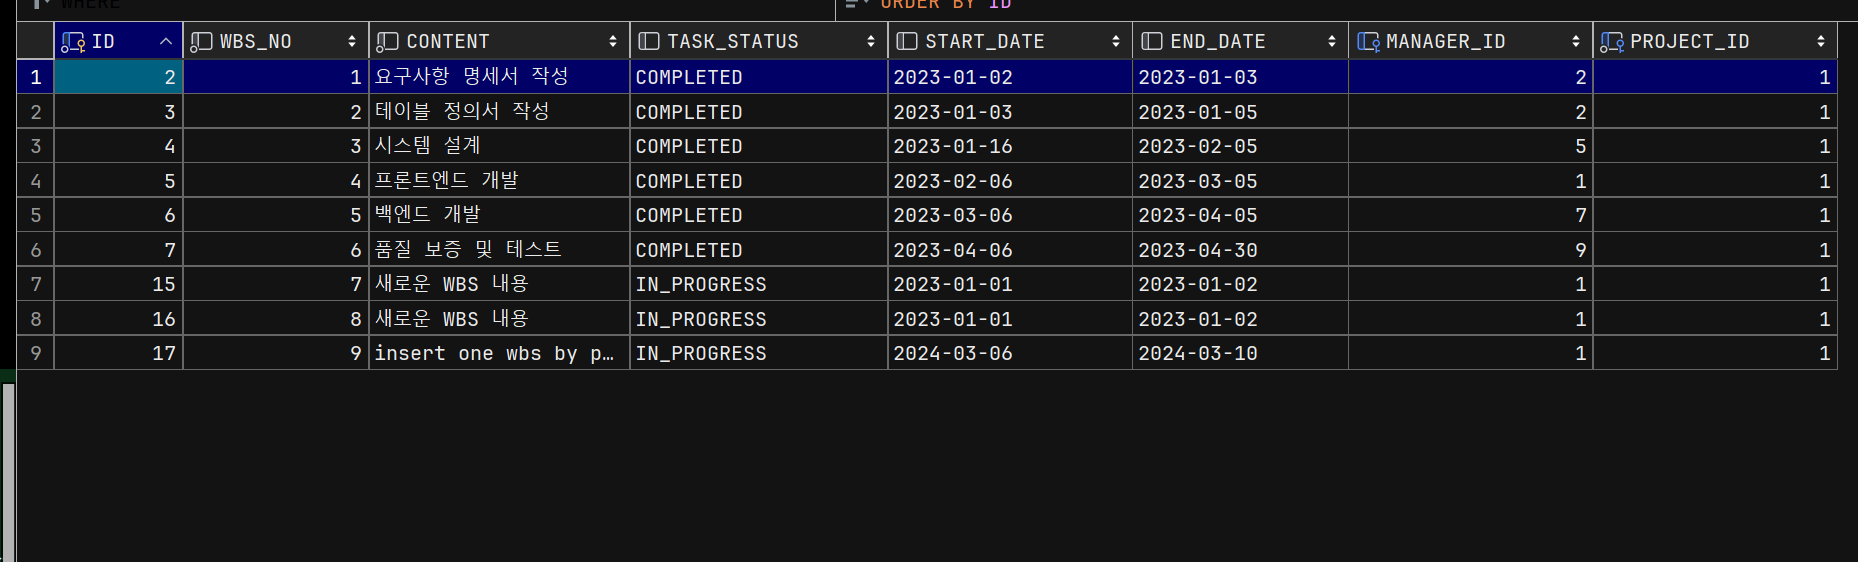 WHERE ORDER BY ID
ID WBS_NO CONTENT TASK_STATUS START_DATE END_DATE MANAGER_ID PROJECT_ID
1 2 1 요구사항 명세서 작성 COMPLETED 2023-01-02 2023-01-03 2 1
2 3 2 테이블 정의서 작성 COMPLETED 2023-01-03 2023-01-05 2 1
3 4 3 시스템 설계 COMPLETED 2023-01-16 2023-02-05 5 1
4 5 4 프론트엔드 개발 COMPLETED 2023-02-06 2023-03-05 1 1
5 6 5 백엔드 개발 COMPLETED 2023-03-06 2023-04-05 7 1
6 7 6 품질 보증 및 테스트 COMPLETED 2023-04-06 2023-04-30 9 1
7 15 7 새로운 WBS 내용 IN_PROGRESS 2023-01-01 2023-01-02 1 1
8 16 8 새로운 WBS 내용 IN_PROGRESS 2023-01-01 2023-01-02 1 1
9 17 9 insert one wbs by p… IN_PROGRESS 2024-03-06 2024-03-10 1 1